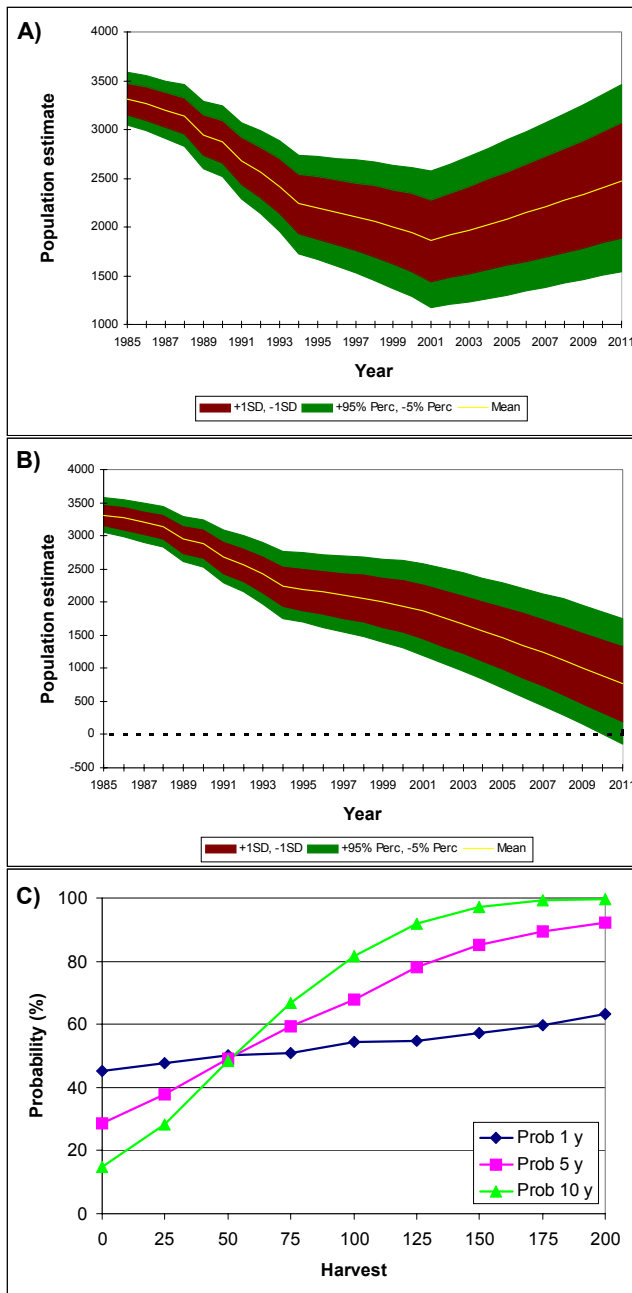 A)
Population estimate
4000
3500
3000
2500
2000
1500
1000
1985 1987 1989 1991 1993 1995 1997 1999 2001 2003 2005 2007 2009 2011
Year
+1SD, -1SD +95% Perc, -5% Perc Mean
B)
Population estimate
4000
3500
3000
2500
2000
1500
1000
500
0
-500
1985 1987 1989 1991 1993 1995 1997 1999 2001 2003 2005 2007 2009 2011
Year
+1SD, -1SD +95% Perc, -5% Perc Mean
C)
Probability (%)
100
80
60
40
20
0
Prob 1 y
Prob 5 y
Prob 10 y
0 25 50 75 100 125 150 175 200
Harvest